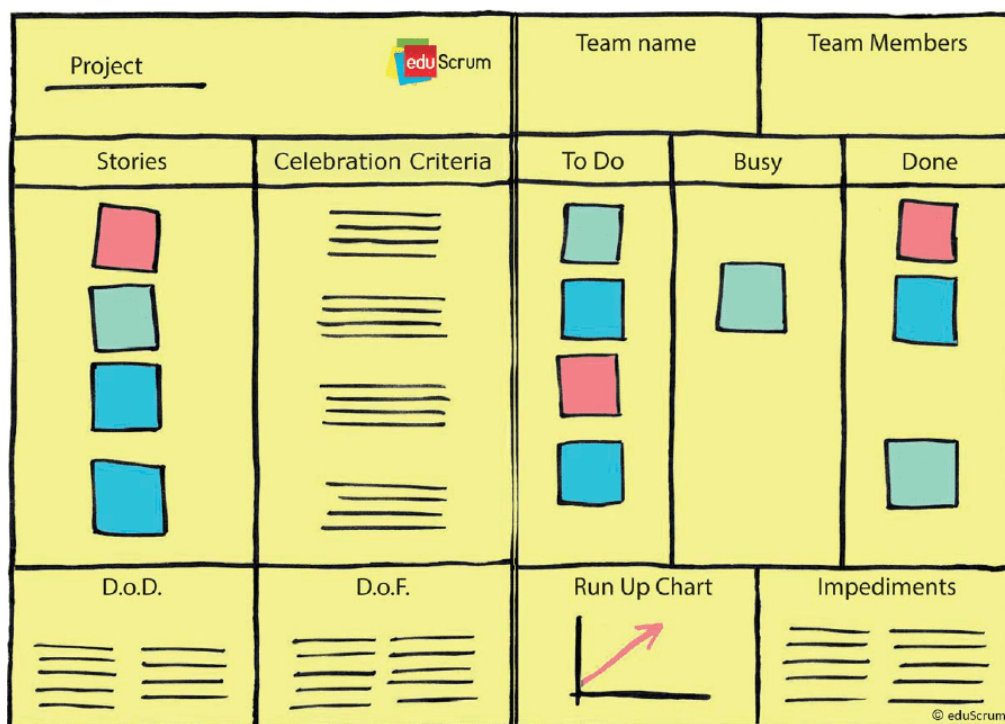 Project
eduScrum
Team name
Team Members
Stories
Celebration Criteria
To Do
Busy
Done
D.o.D.
D.o.F.
Run Up Chart
Impediments
© eduScrum